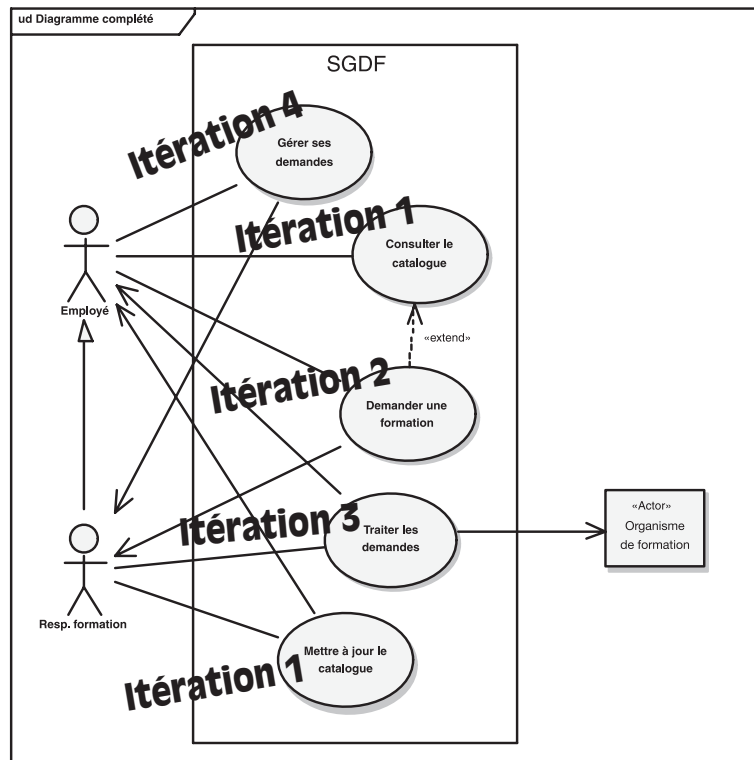 ud Diagramme complété
SGDF
Itération 4
Gérer ses
demandes
Itération 1
Consulter le
catalogue
Employé
«extend»
Itération 2
Demander une
formation
Itération 3
Traiter les
demandes
«Actor»
Organisme
de formation
Resp. formation
Mettre à jour le
catalogue
Itération 1